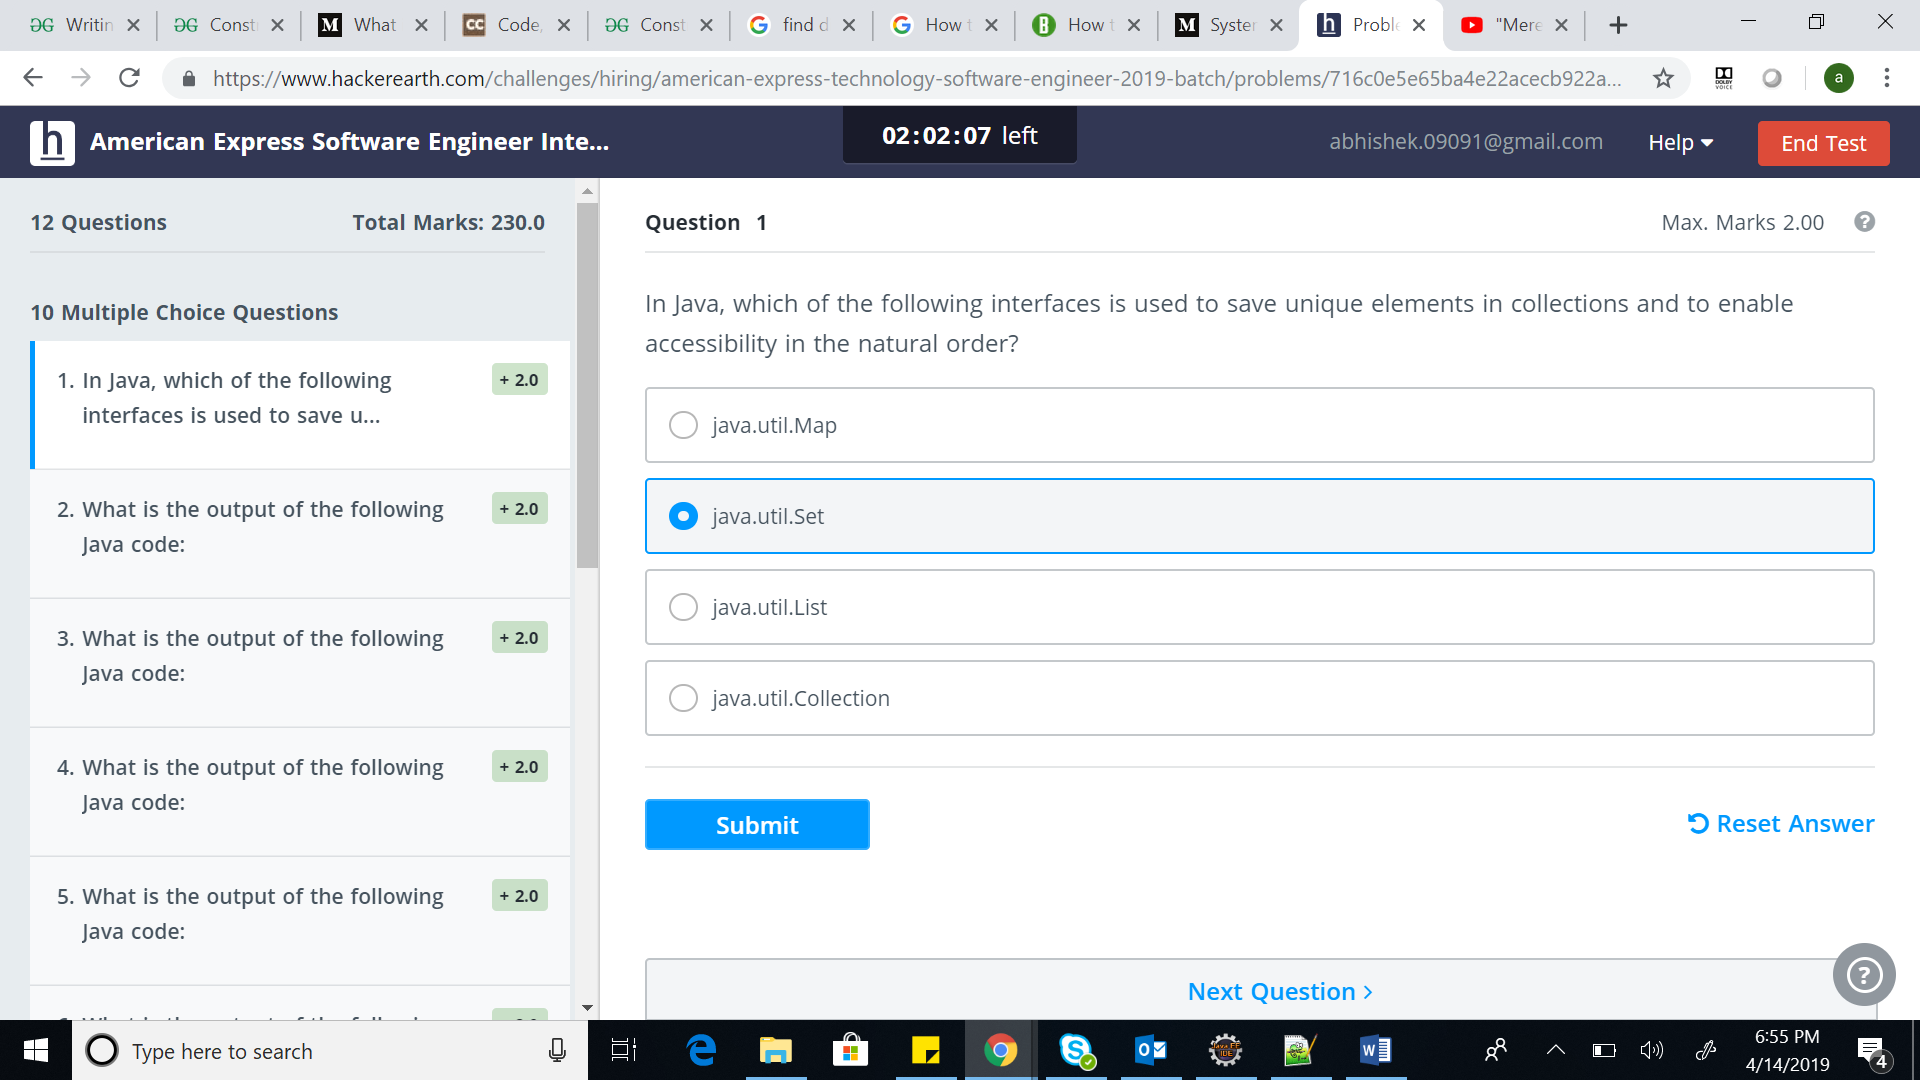 Writin
Const
What
Code,
Const
find d
How t
How t
System
Proble
"Mere
https://www.hackerearth.com/challenges/hiring/american-express-technology-software-engineer-2019-batch/problems/716c0e5e65ba4e22acecb922a...
American Express Software Engineer Inte...
02:02:07 left
abhishek.09091@gmail.com
Help
End Test
12 Questions
Total Marks: 230.0
10 Multiple Choice Questions
1. In Java, which of the following
interfaces is used to save u...
+ 2.0
2. What is the output of the following
Java code:
+ 2.0
3. What is the output of the following
Java code:
+ 2.0
4. What is the output of the following
Java code:
+ 2.0
5. What is the output of the following
Java code:
+ 2.0
Question 1
Max. Marks 2.00
In Java, which of the following interfaces is used to save unique elements in collections and to enable
accessibility in the natural order?
java.util.Map
java.util.Set
java.util.List
java.util.Collection
Submit
Reset Answer
Next Question >
Type here to search
6:55 PM
4/14/2019
4